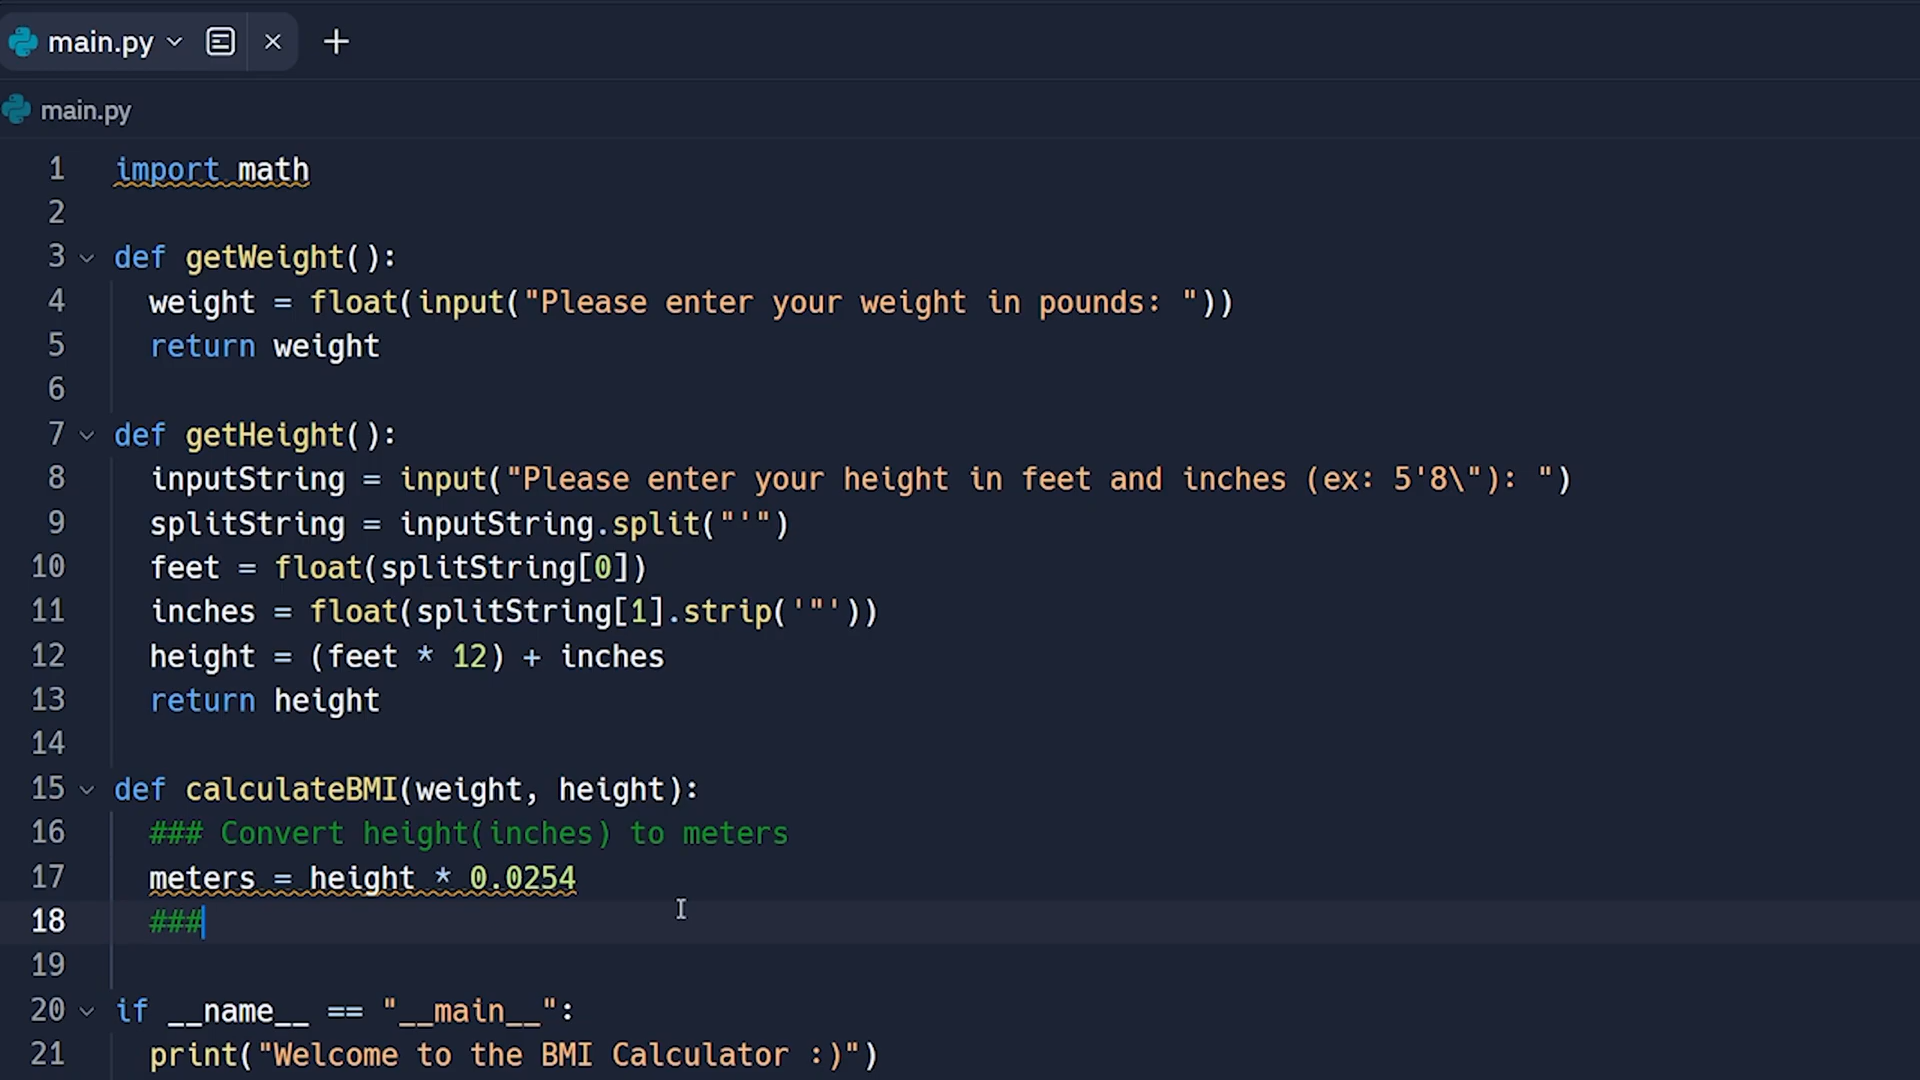 main.py
main.py
1 import math
2
3 def getWeight():
4 weight = float(input("Please enter your weight in pounds: "))
5 return weight
6
7 def getHeight():
8 inputString = input("Please enter your height in feet and inches (ex: 5'8\"): ")
9 splitString = inputString.split("'")
10 feet = float(splitString[0])
11 inches = float(splitString[1].strip('"'))
12 height = (feet * 12) + inches
13 return height
14
15 def calculateBMI(weight, height):
16 ### Convert height(inches) to meters
17 meters = height * 0.0254
18 ###
19
20 if __name__ == "__main__":
21 print("Welcome to the BMI Calculator :)")